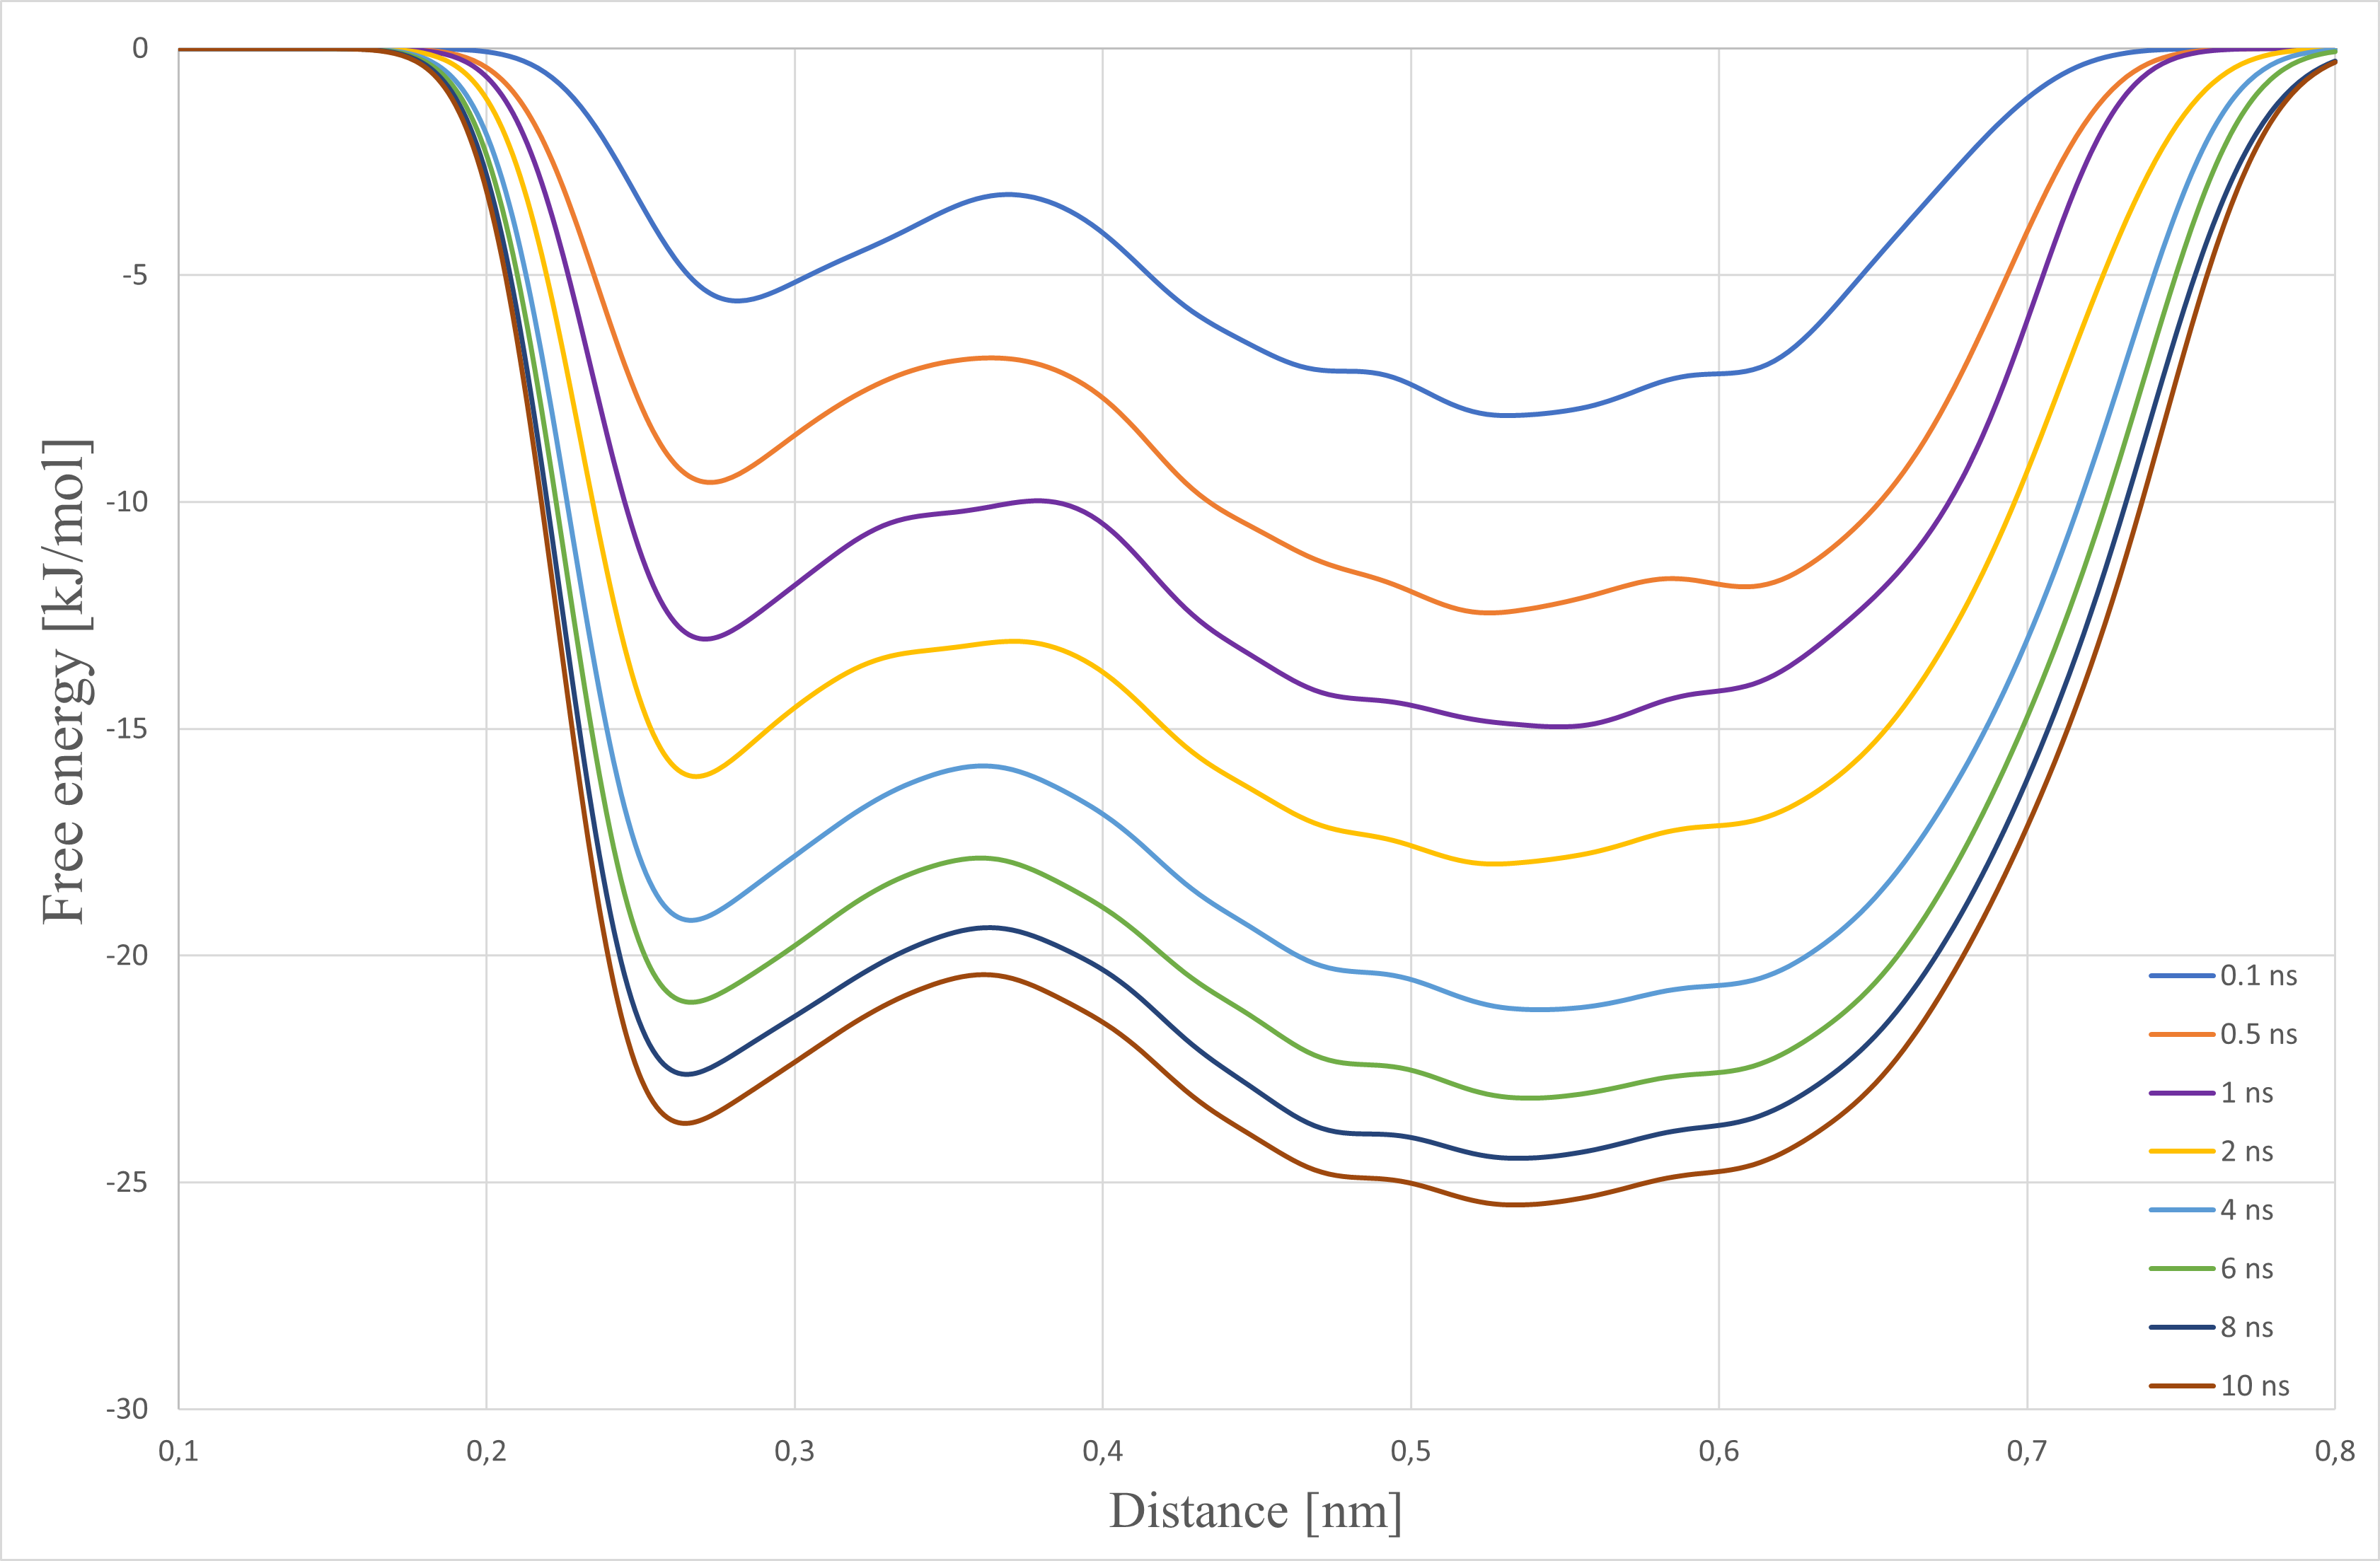 0
-5
-10
-15
-20
-25
-30
Free energy [kJ/mol]
0.1 ns
0.5 ns
1 ns
2 ns
4 ns
6 ns
8 ns
10 ns
0,1 0,2 0,3 0,4 0,5 0,6 0,7 0,8
Distance [nm]